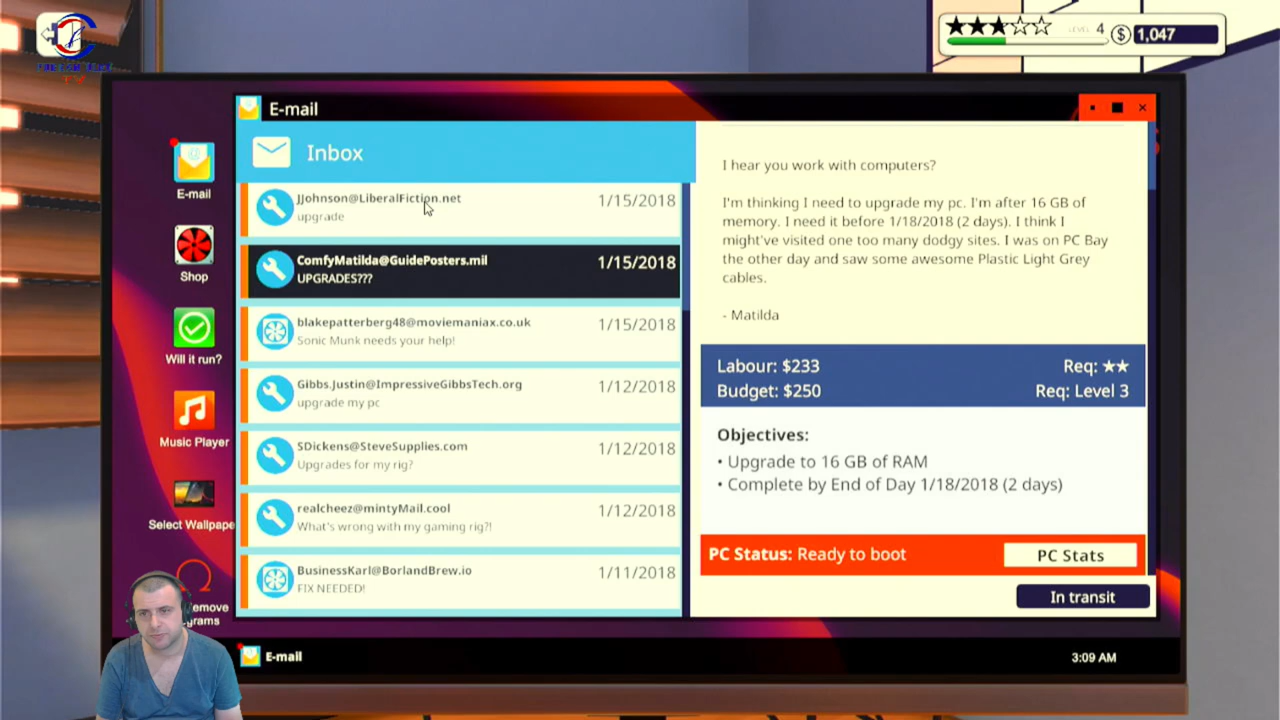 LEVEL 4 $ 1,047
E-mail
Inbox
JJohnson@LiberalFiction.net 1/15/2018
upgrade
ComfyMatilda@GuidePosters.mil 1/15/2018
UPGRADES???
blakepatterberg48@moviemaniax.co.uk 1/15/2018
Sonic Munk needs your help!
Gibbs.Justin@ImpressiveGibbsTech.org 1/12/2018
upgrade my pc
SDickens@SteveSupplies.com 1/12/2018
Upgrades for my rig?
realcheez@mintyMail.cool 1/12/2018
What's wrong with my gaming rig?!
BusinessKarl@BorlandBrew.io 1/11/2018
FIX NEEDED!
I hear you work with computers?
I'm thinking I need to upgrade my pc. I'm after 16 GB of
memory. I need it before 1/18/2018 (2 days). I think I
might've visited one too many dodgy sites. I was on PC Bay
the other day and saw some awesome Plastic Light Grey
cables.
- Matilda
Labour: $233 Req: ★★
Budget: $250 Req: Level 3
Objectives:
• Upgrade to 16 GB of RAM
• Complete by End of Day 1/18/2018 (2 days)
PC Status: Ready to boot PC Stats
In transit
E-mail
Shop
Will it run?
Music Player
Select Wallpape
emove
grams
E-mail 3:09 AM